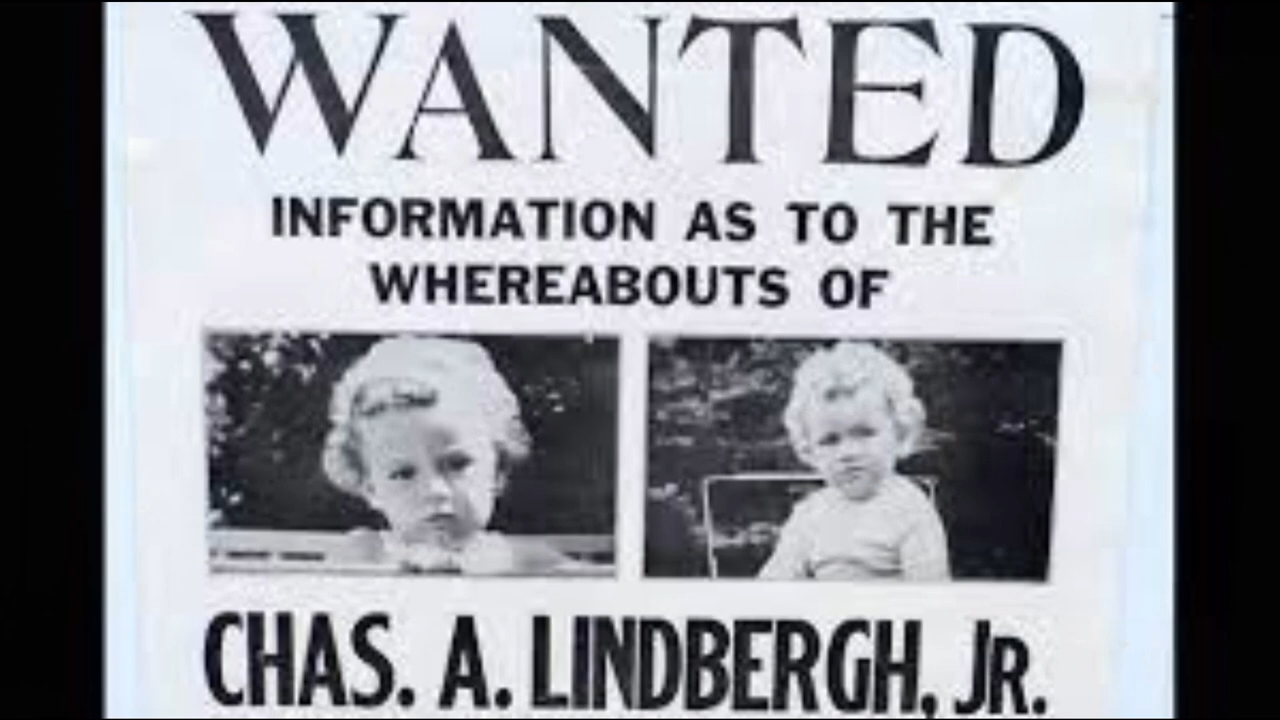 WANTED
INFORMATION AS TO THE
WHEREABOUTS OF
CHAS. A. LINDBERGH, JR.